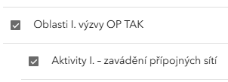 Oblasti I. výzvy OP TAK
Aktivity I. - zavádění přípojných sítí